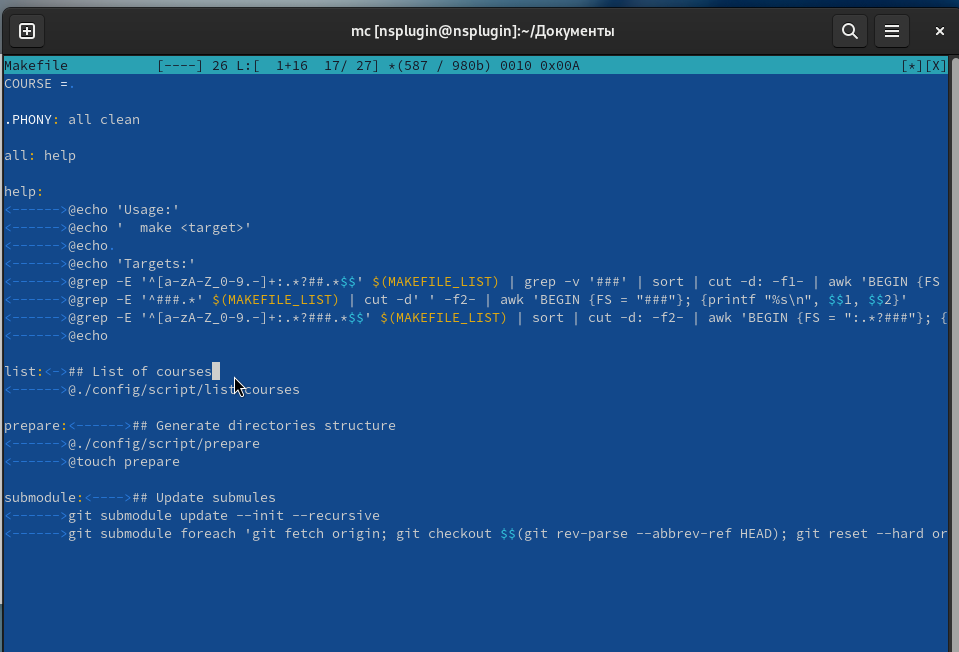 mc [nsplugin@nsplugin]:~/Документы
Makefile [----] 26 L:[ 1+16 17/ 27] *(587 / 980b) 0010 0x00A [*][X]
COURSE =.

.PHONY: all clean

all: help

help:
<------>@echo 'Usage:'
<------>@echo '  make <target>'
<------>@echo.
<------>@echo 'Targets:'
<------>@grep -E '^[a-zA-Z_0-9.-]+:.*?##.*$$' $(MAKEFILE_LIST) | grep -v '###' | sort | cut -d: -f1- | awk 'BEGIN {FS
<------>@grep -E '^###.*' $(MAKEFILE_LIST) | cut -d' ' -f2- | awk 'BEGIN {FS = "###"}; {printf "%s\n", $$1, $$2}'
<------>@grep -E '^[a-zA-Z_0-9.-]+:.*?###.*$$' $(MAKEFILE_LIST) | sort | cut -d: -f2- | awk 'BEGIN {FS = ":.*?###"}; {
<------>@echo

list:<->## List of courses
<------>@./config/script/list-courses

prepare:<------>## Generate directories structure
<------>@./config/script/prepare
<------>@touch prepare

submodule:<---->## Update submules
<------>git submodule update --init --recursive
<------>git submodule foreach 'git fetch origin; git checkout $$(git rev-parse --abbrev-ref HEAD); git reset --hard or